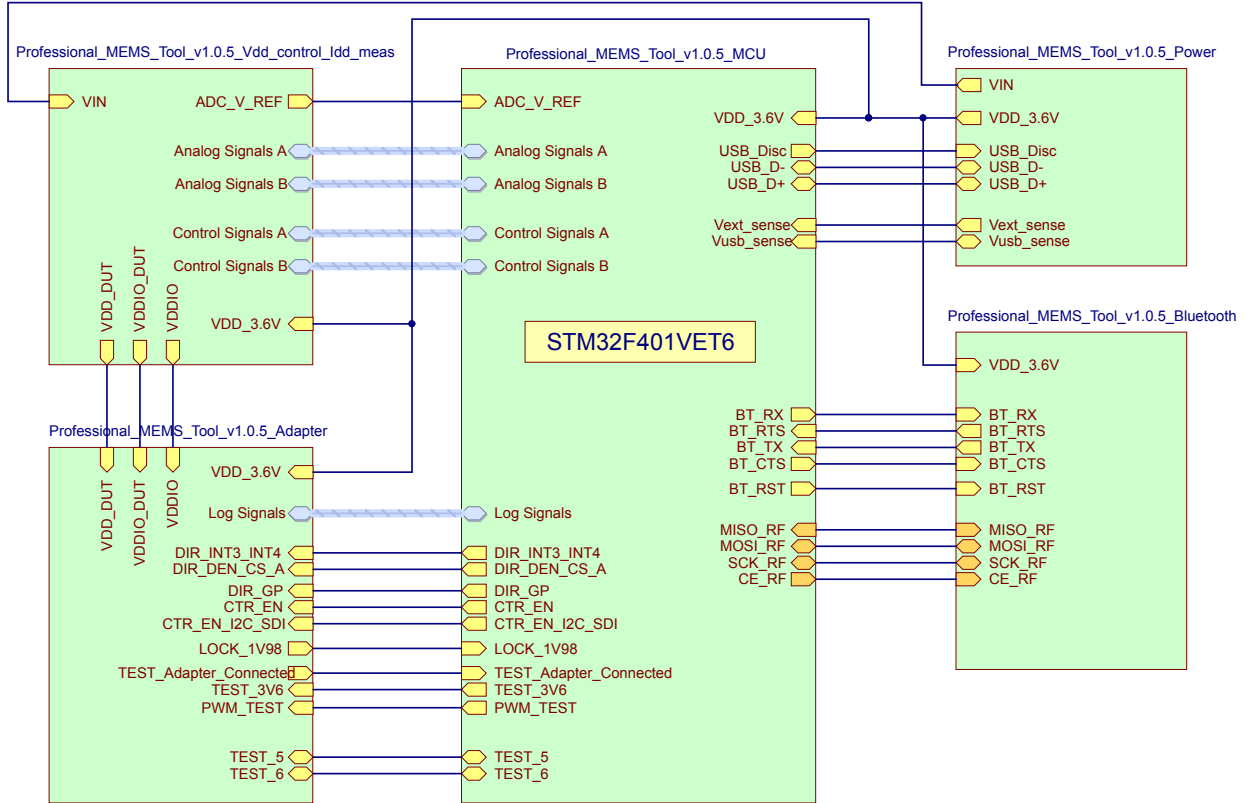 Professional_MEMS_Tool_v1.0.5_Vdd_control_Idd_meas
VIN
ADC_V_REF
Analog Signals A
Analog Signals B
Control Signals A
Control Signals B
VDD_3.6V
VDD_DUT
VDDIO_DUT
VDDIO
Professional_MEMS_Tool_v1.0.5_Adapter
VDD_DUT
VDDIO_DUT
VDDIO
VDD_3.6V
Log Signals
DIR_INT3_INT4
DIR_DEN_CS_A
DIR_GP
CTR_EN
CTR_EN_I2C_SDI
LOCK_1V98
TEST_Adapter_Connected
TEST_3V6
PWM_TEST
TEST_5
TEST_6
Professional_MEMS_Tool_v1.0.5_MCU
ADC_V_REF
Analog Signals A
Analog Signals B
Control Signals A
Control Signals B
STM32F401VET6
Log Signals
DIR_INT3_INT4
DIR_DEN_CS_A
DIR_GP
CTR_EN
CTR_EN_I2C_SDI
LOCK_1V98
TEST_Adapter_Connected
TEST_3V6
PWM_TEST
TEST_5
TEST_6
VDD_3.6V
USB_Disc
USB_D-
USB_D+
Vext_sense
Vusb_sense
BT_RX
BT_RTS
BT_TX
BT_CTS
BT_RST
MISO_RF
MOSI_RF
SCK_RF
CE_RF
Professional_MEMS_Tool_v1.0.5_Power
VIN
VDD_3.6V
USB_Disc
USB_D-
USB_D+
Vext_sense
Vusb_sense
Professional_MEMS_Tool_v1.0.5_Bluetooth
VDD_3.6V
BT_RX
BT_RTS
BT_TX
BT_CTS
BT_RST
MISO_RF
MOSI_RF
SCK_RF
CE_RF